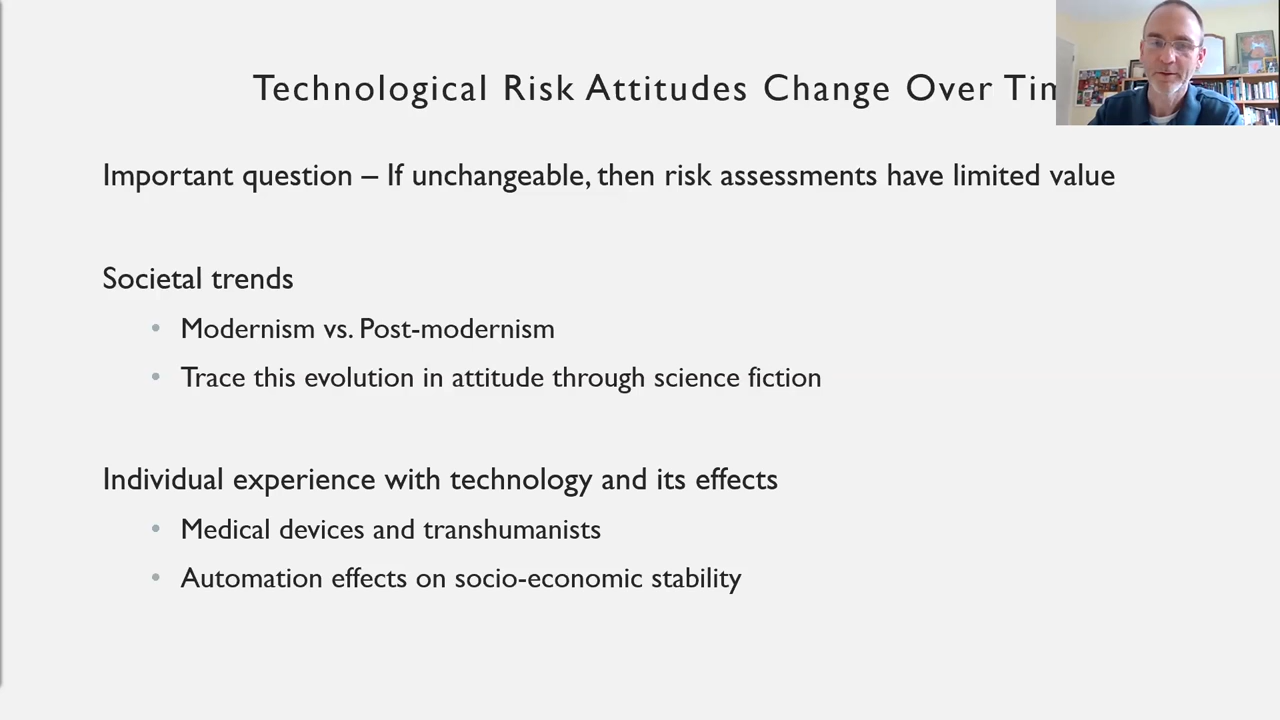 Technological Risk Attitudes Change Over
Important question – If unchangeable, then risk assessments have limited value
Societal trends
• Modernism vs. Post-modernism
• Trace this evolution in attitude through science fiction
Individual experience with technology and its effects
• Medical devices and transhumanists
• Automation effects on socio-economic stability